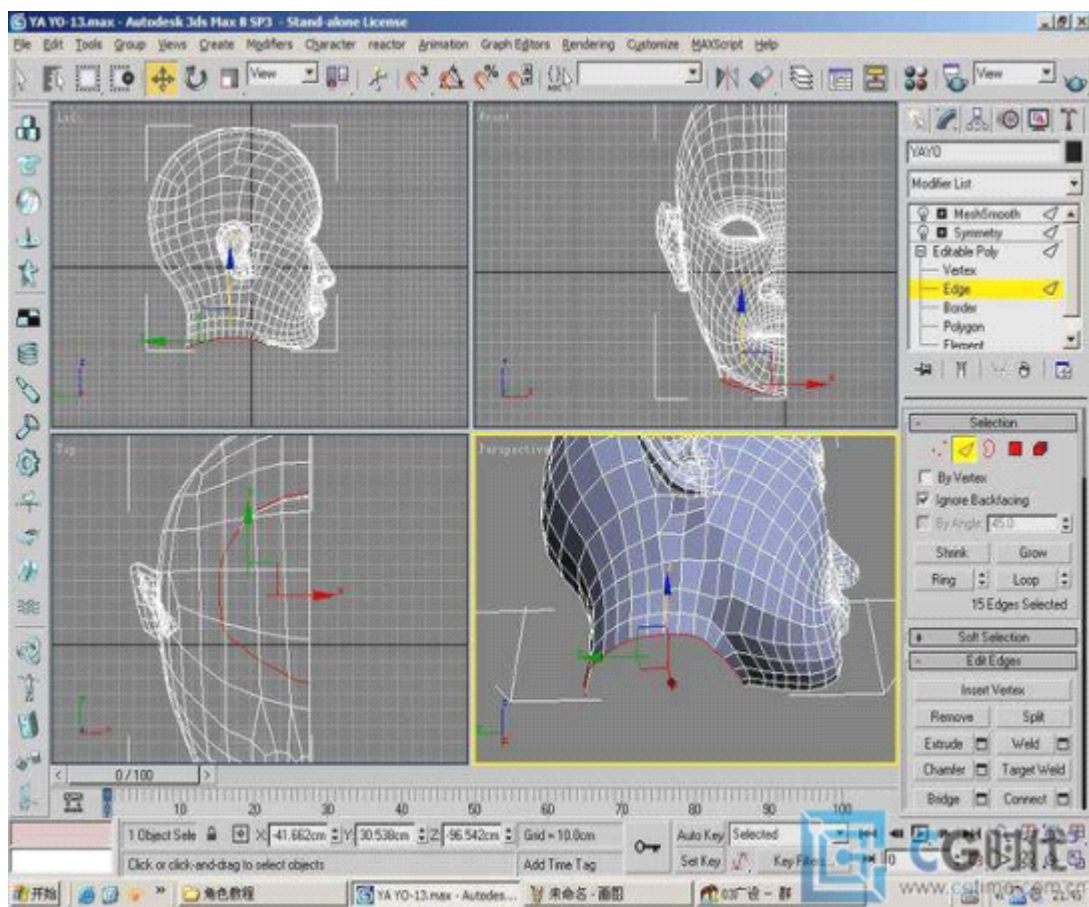 YA YO-13.max - Autodesk 3ds Max 8 SP3 - Stand-alone License
File Edit Tools Group Views Create Modifiers Character reactor Animation Graph Editors Rendering Customize MAXScript Help
View
View
Left
Front
YAYO
Modifier List
MeshSmooth
Symmetry
Editable Poly
Vertex
Edge
Border
Polygon
Element
Top
Perspective
Selection
By Vertex
Ignore Backfacing
By Angle: 45.0
Shrink Grow
Ring Loop
15 Edges Selected
Soft Selection
Edit Edges
Insert Vertex
Remove Split
Extrude Weld
Chamfer Target Weld
Bridge Connect
0 / 100
0 10 20 30 40 50 60 70 80 90 100
1 Object Sele X: -41.662cm Y: 30.538cm Z: -96.542cm Grid = 10.0cm
Auto Key Selected
Click or click-and-drag to select objects
Add Time Tag
Set Key
0
CG时代
www.cgtime.com.cn
开始 角色教程 YA YO-13.max - Autodes... 未命名 - 画图